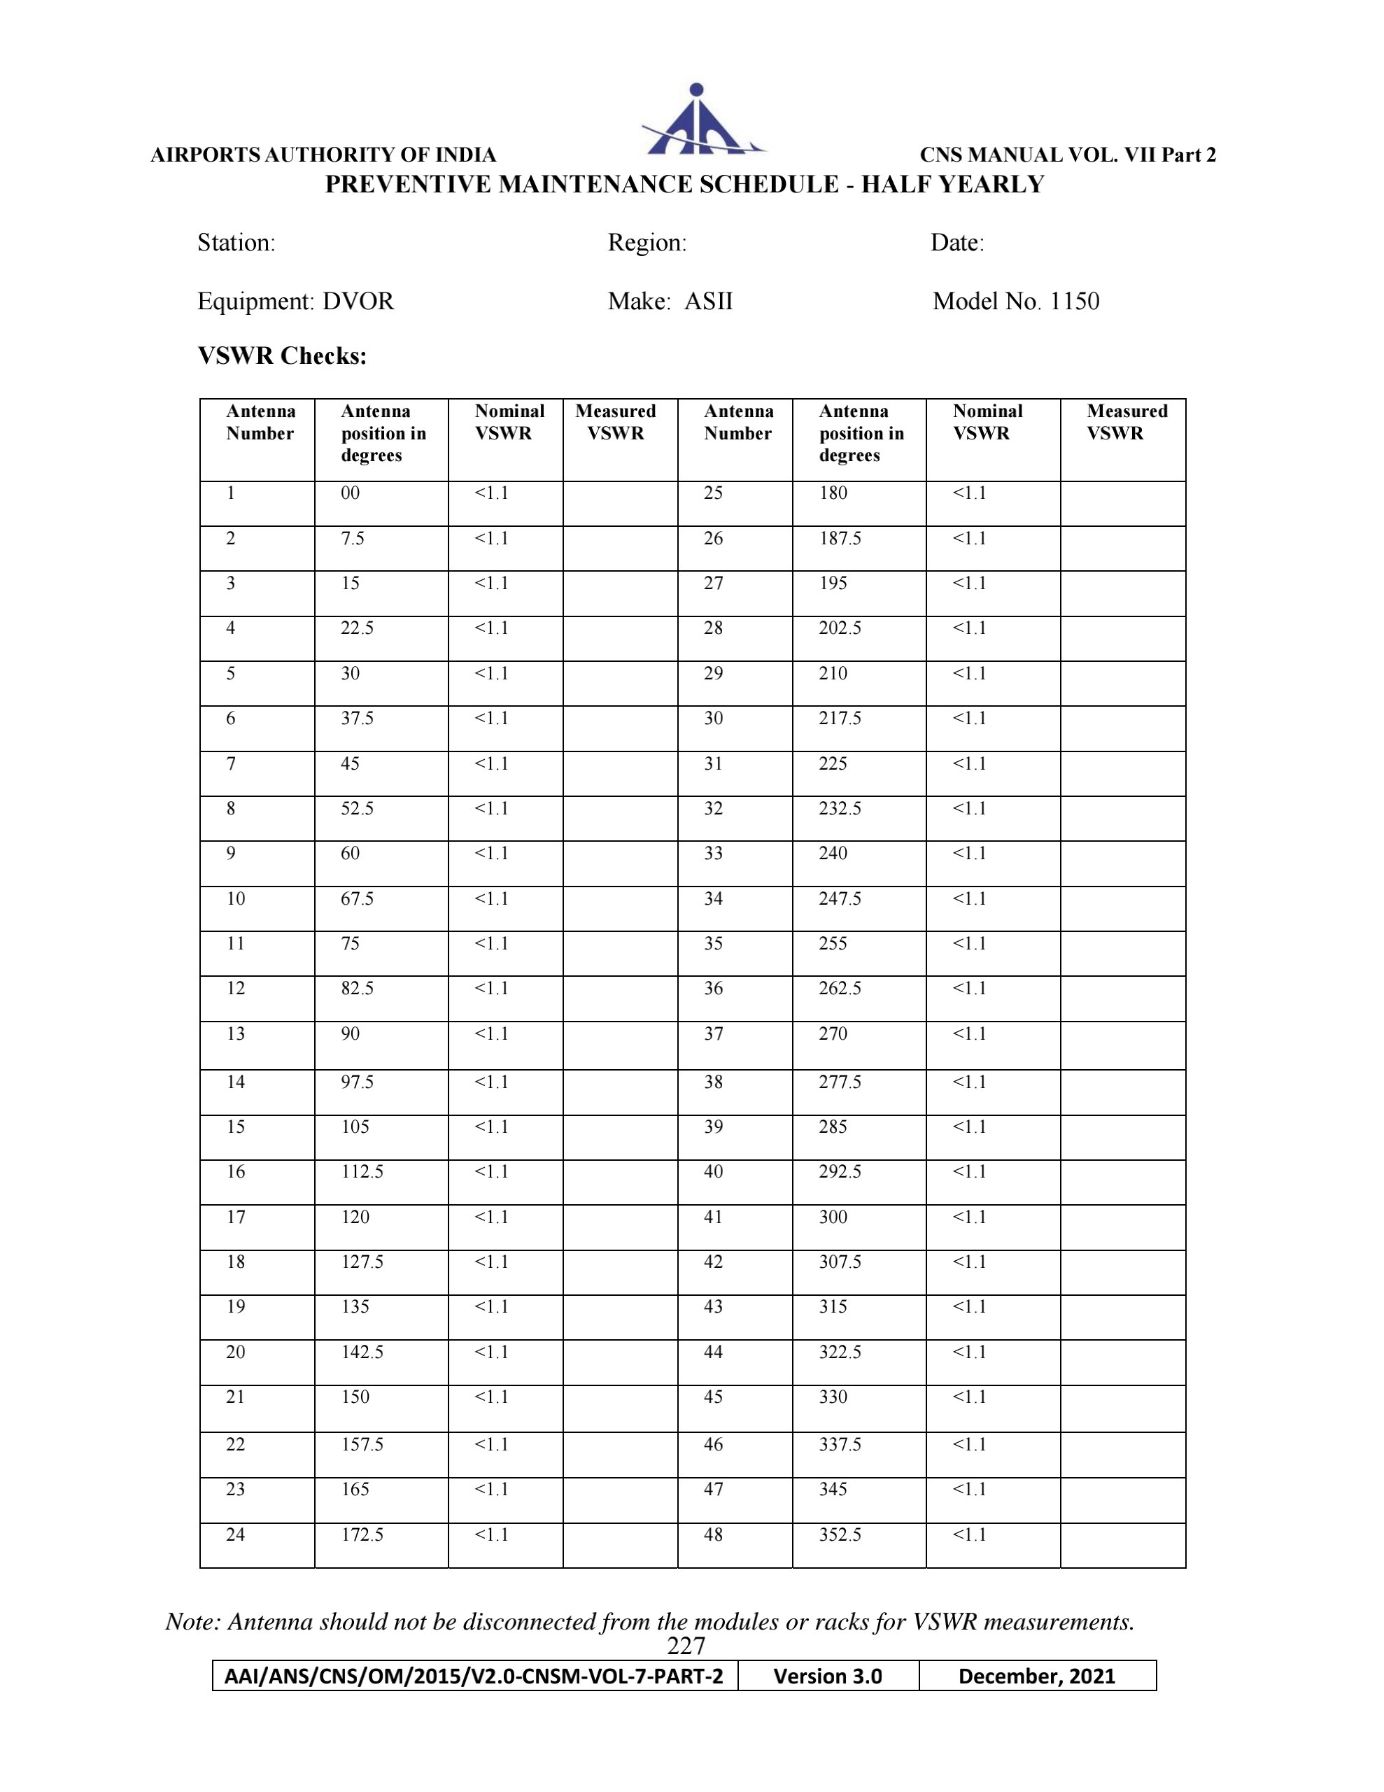 AIRPORTS AUTHORITY OF INDIA CNS MANUAL VOL. VII Part 2
PREVENTIVE MAINTENANCE SCHEDULE - HALF YEARLY
Station: Region: Date:
Equipment: DVOR Make: ASII Model No. 1150
VSWR Checks:
Antenna Number Antenna position in degrees Nominal VSWR Measured VSWR Antenna Number Antenna position in degrees Nominal VSWR Measured VSWR
1 00 <1.1 25 180 <1.1
2 7.5 <1.1 26 187.5 <1.1
3 15 <1.1 27 195 <1.1
4 22.5 <1.1 28 202.5 <1.1
5 30 <1.1 29 210 <1.1
6 37.5 <1.1 30 217.5 <1.1
7 45 <1.1 31 225 <1.1
8 52.5 <1.1 32 232.5 <1.1
9 60 <1.1 33 240 <1.1
10 67.5 <1.1 34 247.5 <1.1
11 75 <1.1 35 255 <1.1
12 82.5 <1.1 36 262.5 <1.1
13 90 <1.1 37 270 <1.1
14 97.5 <1.1 38 277.5 <1.1
15 105 <1.1 39 285 <1.1
16 112.5 <1.1 40 292.5 <1.1
17 120 <1.1 41 300 <1.1
18 127.5 <1.1 42 307.5 <1.1
19 135 <1.1 43 315 <1.1
20 142.5 <1.1 44 322.5 <1.1
21 150 <1.1 45 330 <1.1
22 157.5 <1.1 46 337.5 <1.1
23 165 <1.1 47 345 <1.1
24 172.5 <1.1 48 352.5 <1.1
Note: Antenna should not be disconnected from the modules or racks for VSWR measurements.
227
AAI/ANS/CNS/OM/2015/V2.0-CNSM-VOL-7-PART-2 Version 3.0 December, 2021